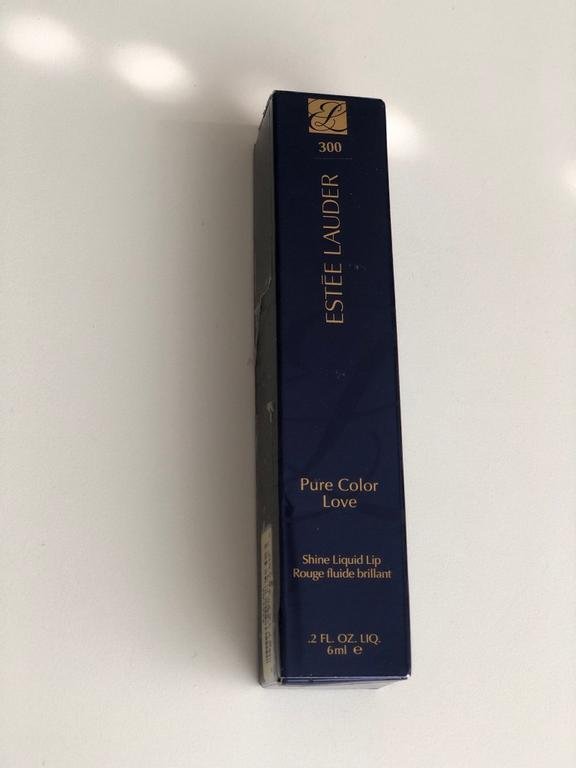 300
ESTĒE LAUDER
Pure Color
Love
Shine Liquid Lip
Rouge fluide brillant
.2 FL. OZ. LIQ.
6ml ℮